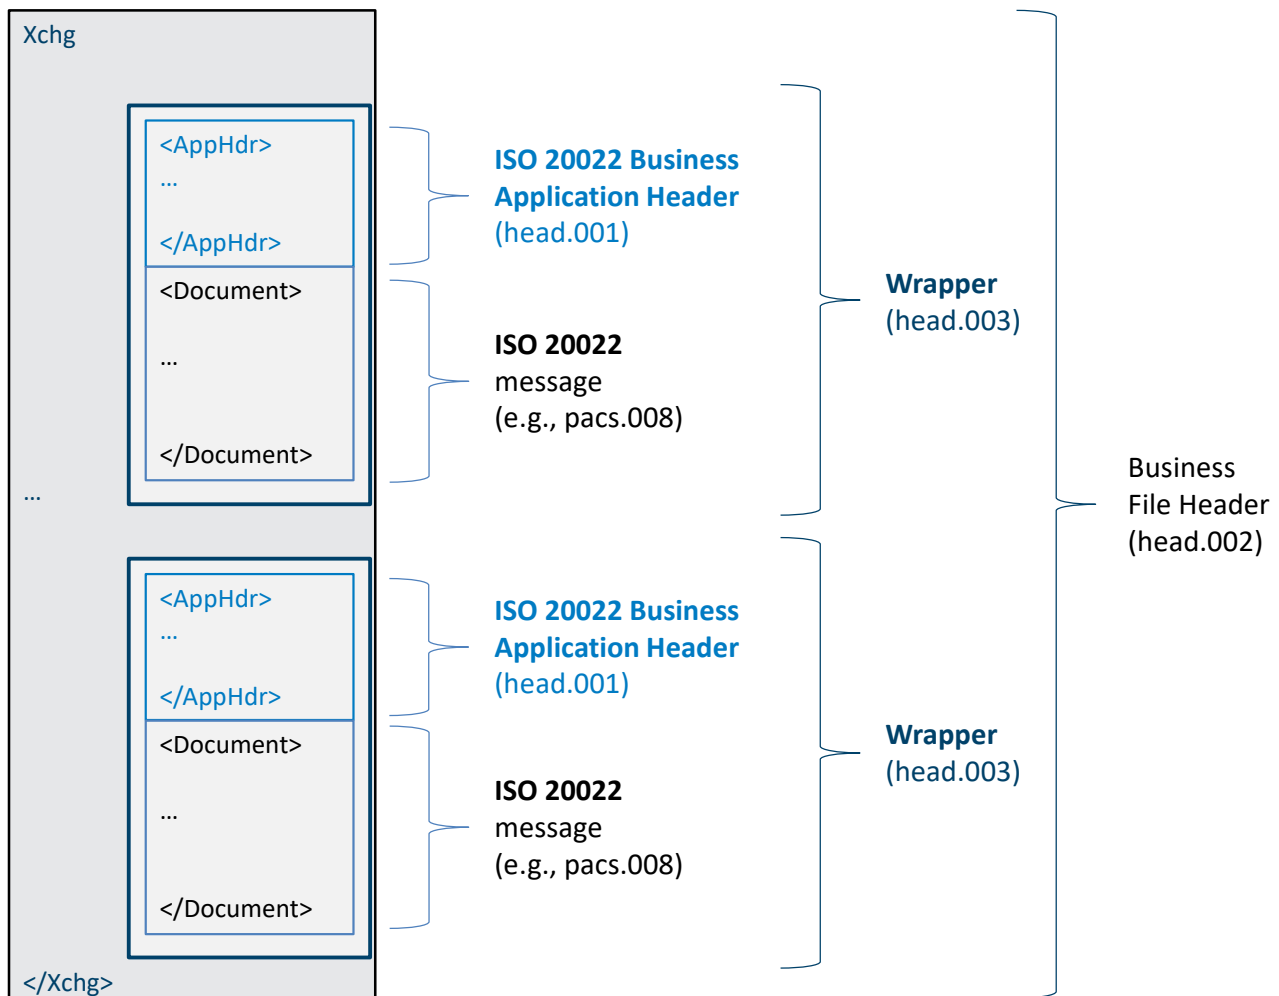 Xchg
<AppHdr>
...
</AppHdr>
<Document>
...
</Document>
...
<AppHdr>
...
</AppHdr>
<Document>
...
</Document>
</Xchg>
ISO 20022 Business
Application Header
(head.001)
ISO 20022
message
(e.g., pacs.008)
ISO 20022 Business
Application Header
(head.001)
ISO 20022
message
(e.g., pacs.008)
Wrapper
(head.003)
Wrapper
(head.003)
Business
File Header
(head.002)